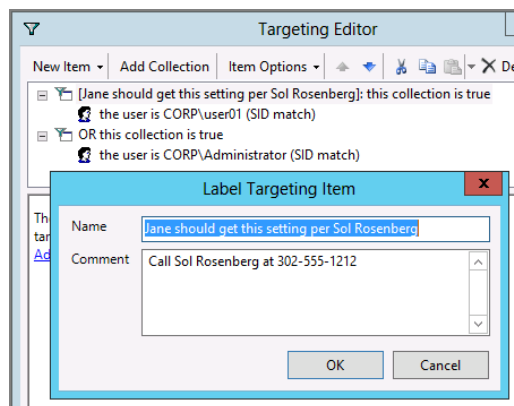 Targeting Editor
New Item Add Collection Item Options
[Jane should get this setting per Sol Rosenberg]: this collection is true
the user is CORP\user01 (SID match)
OR this collection is true
the user is CORP\Administrator (SID match)
Label Targeting Item
x
Name Jane should get this setting per Sol Rosenberg
Comment Call Sol Rosenberg at 302-555-1212
OK Cancel